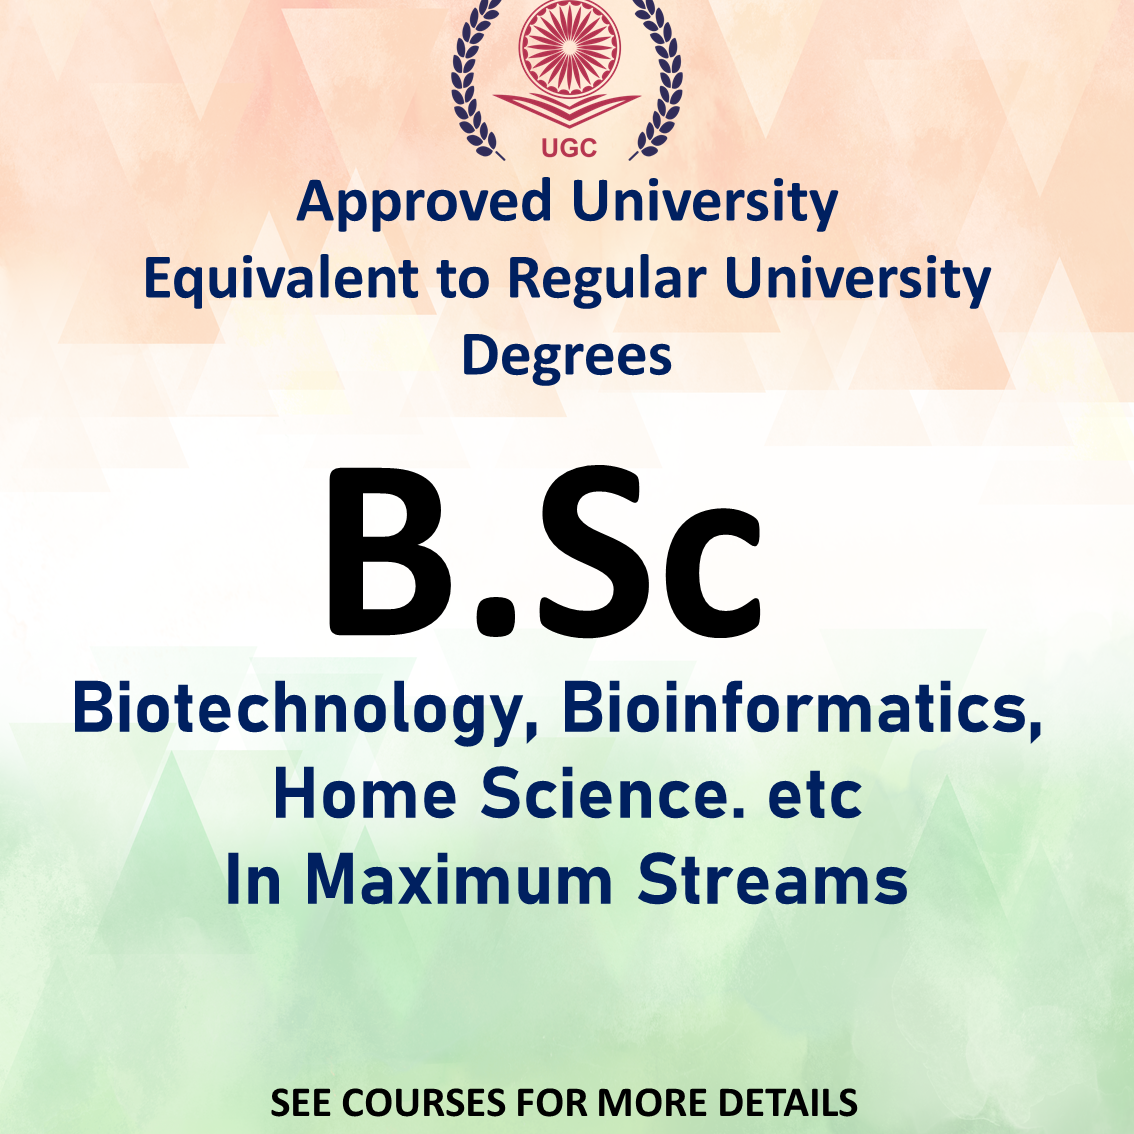 UGC
Approved University
Equivalent to Regular University
Degrees
B.Sc
Biotechnology, Bioinformatics,
Home Science. etc
In Maximum Streams
SEE COURSES FOR MORE DETAILS